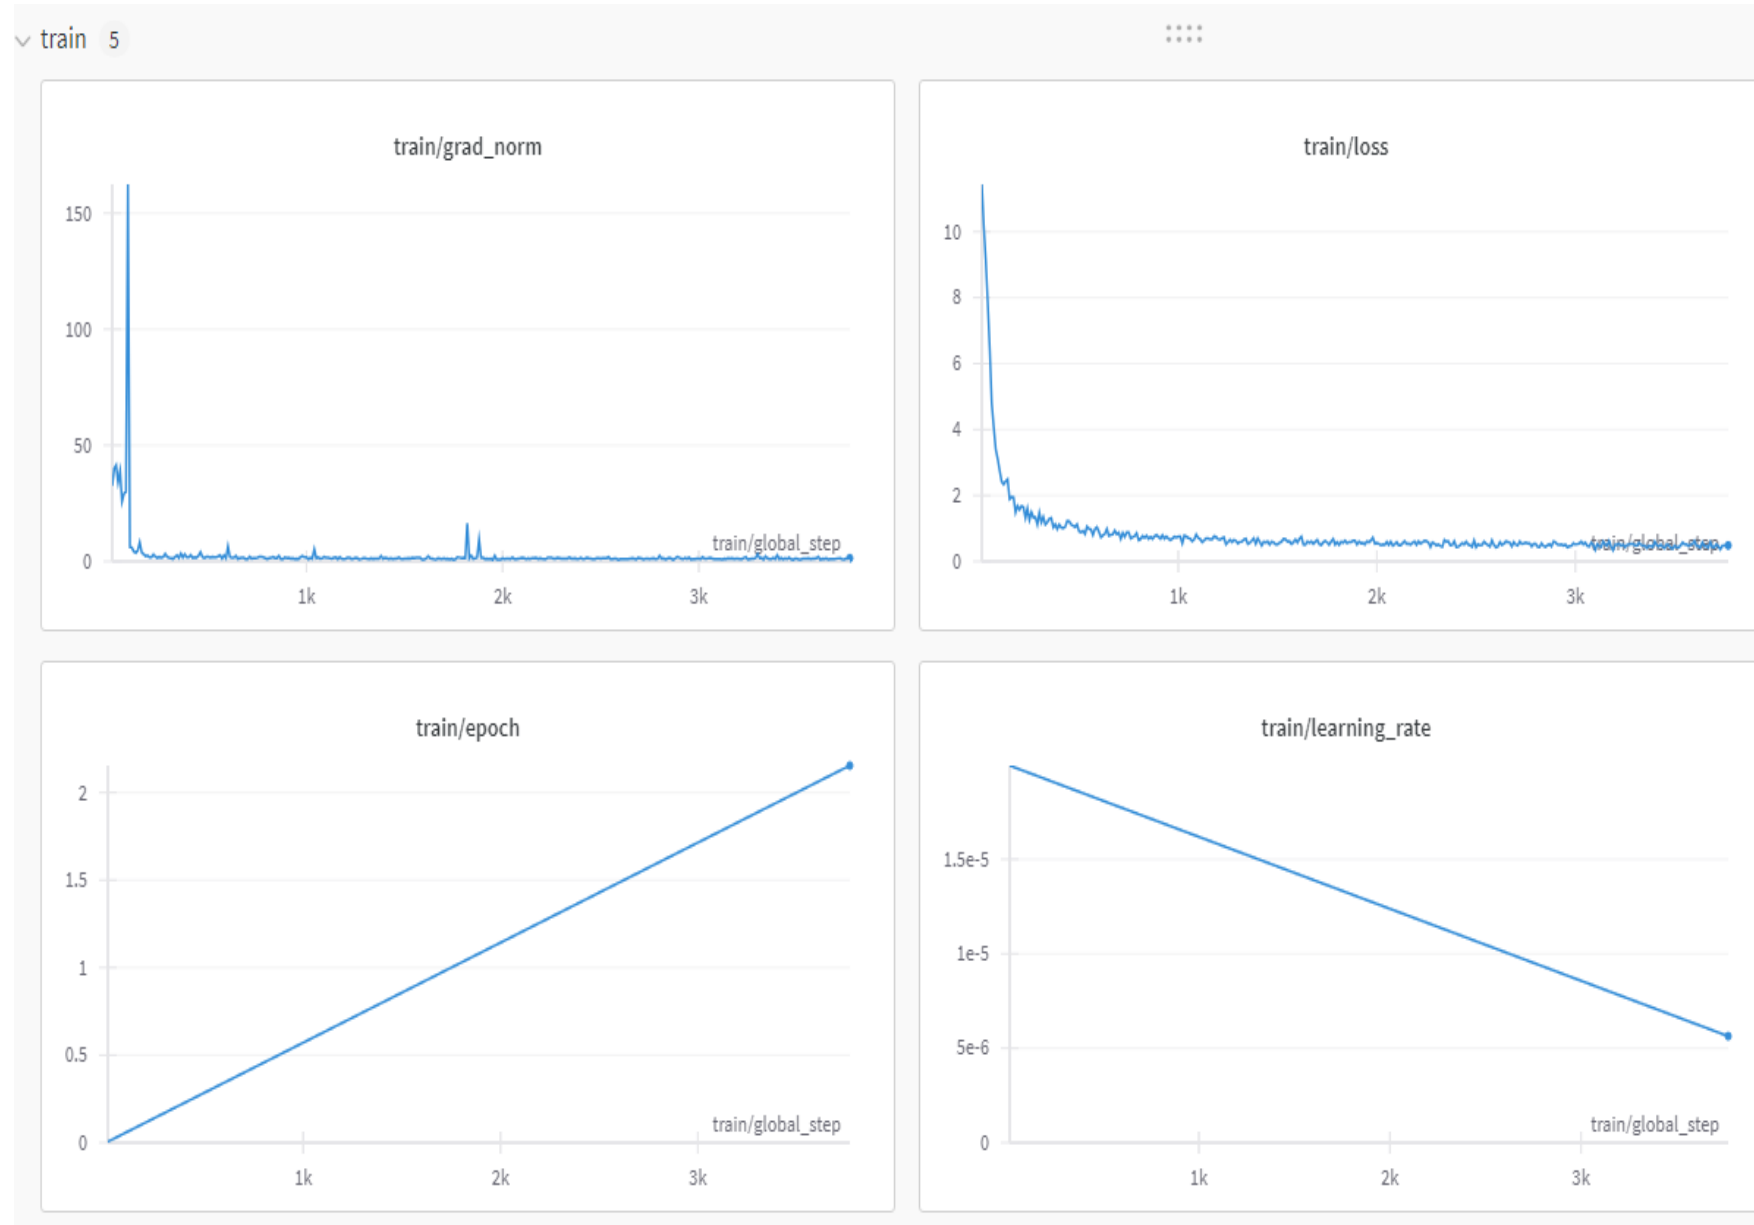 train 5
train/grad_norm
150
100
50
0
train/global_step
1k 2k 3k
train/loss
10
8
6
4
2
0
train/global_step
1k 2k 3k
train/epoch
2
1.5
1
0.5
0
train/global_step
1k 2k 3k
train/learning_rate
1.5e-5
1e-5
5e-6
0
train/global_step
1k 2k 3k